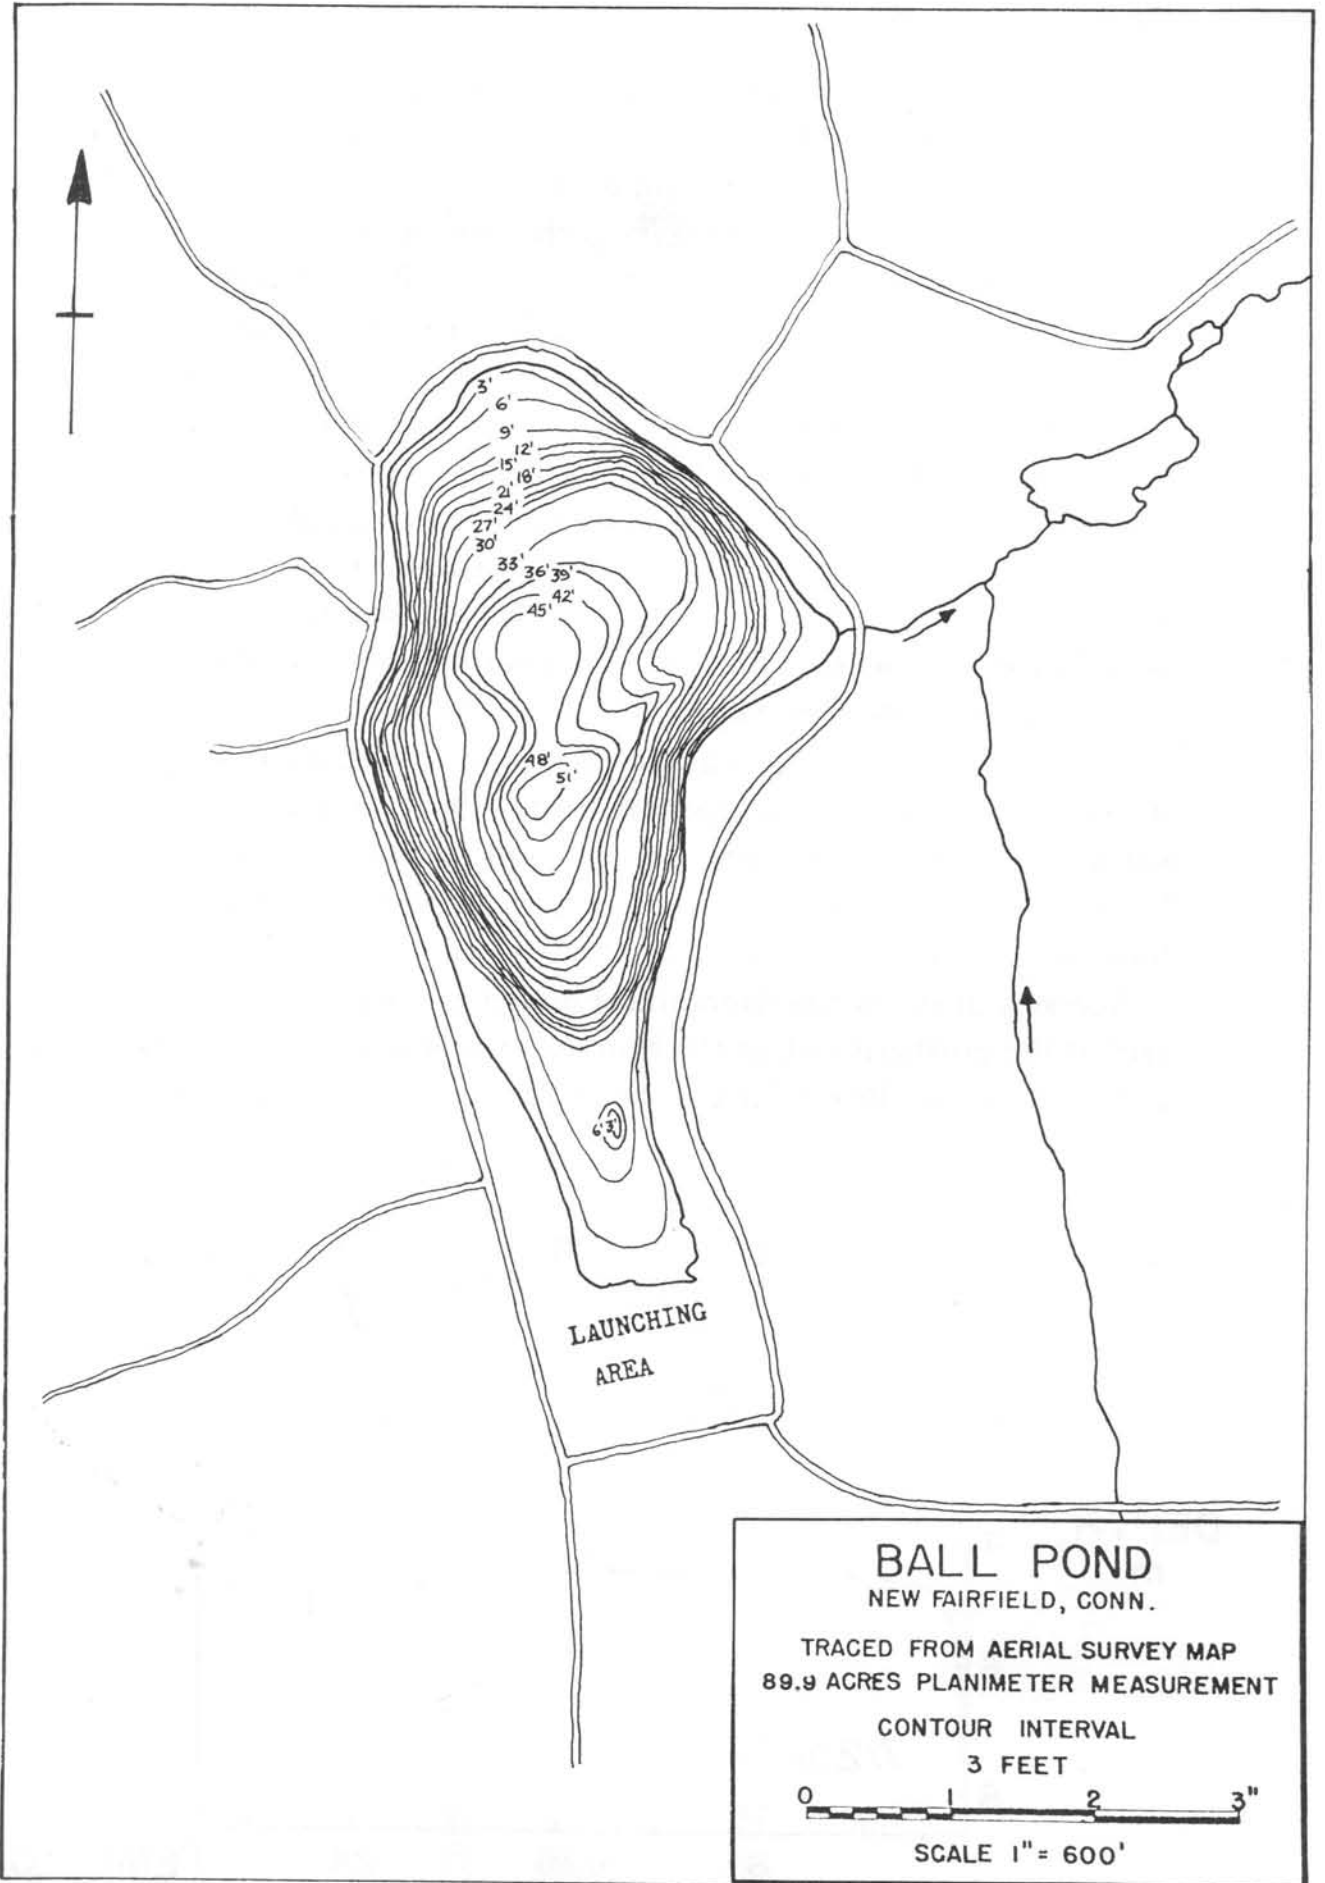 3'
6'
9'
12'
15'
18'
21'
24'
27'
30'
33' 36' 39'
42'
45'
48'
51'
6' 3'
LAUNCHING
AREA
BALL POND
NEW FAIRFIELD, CONN.
TRACED FROM AERIAL SURVEY MAP
89.9 ACRES PLANIMETER MEASUREMENT
CONTOUR INTERVAL
3 FEET
0 1 2 3"
SCALE 1" = 600'